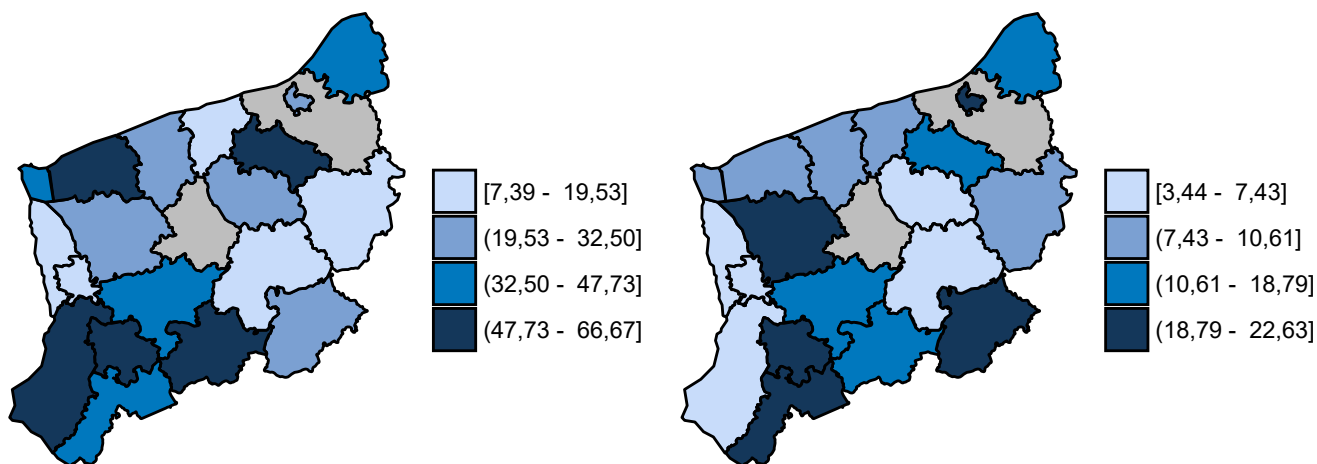 [7,39 - 19,53]
(19,53 - 32,50]
(32,50 - 47,73]
(47,73 - 66,67]
[3,44 - 7,43]
(7,43 - 10,61]
(10,61 - 18,79]
(18,79 - 22,63]